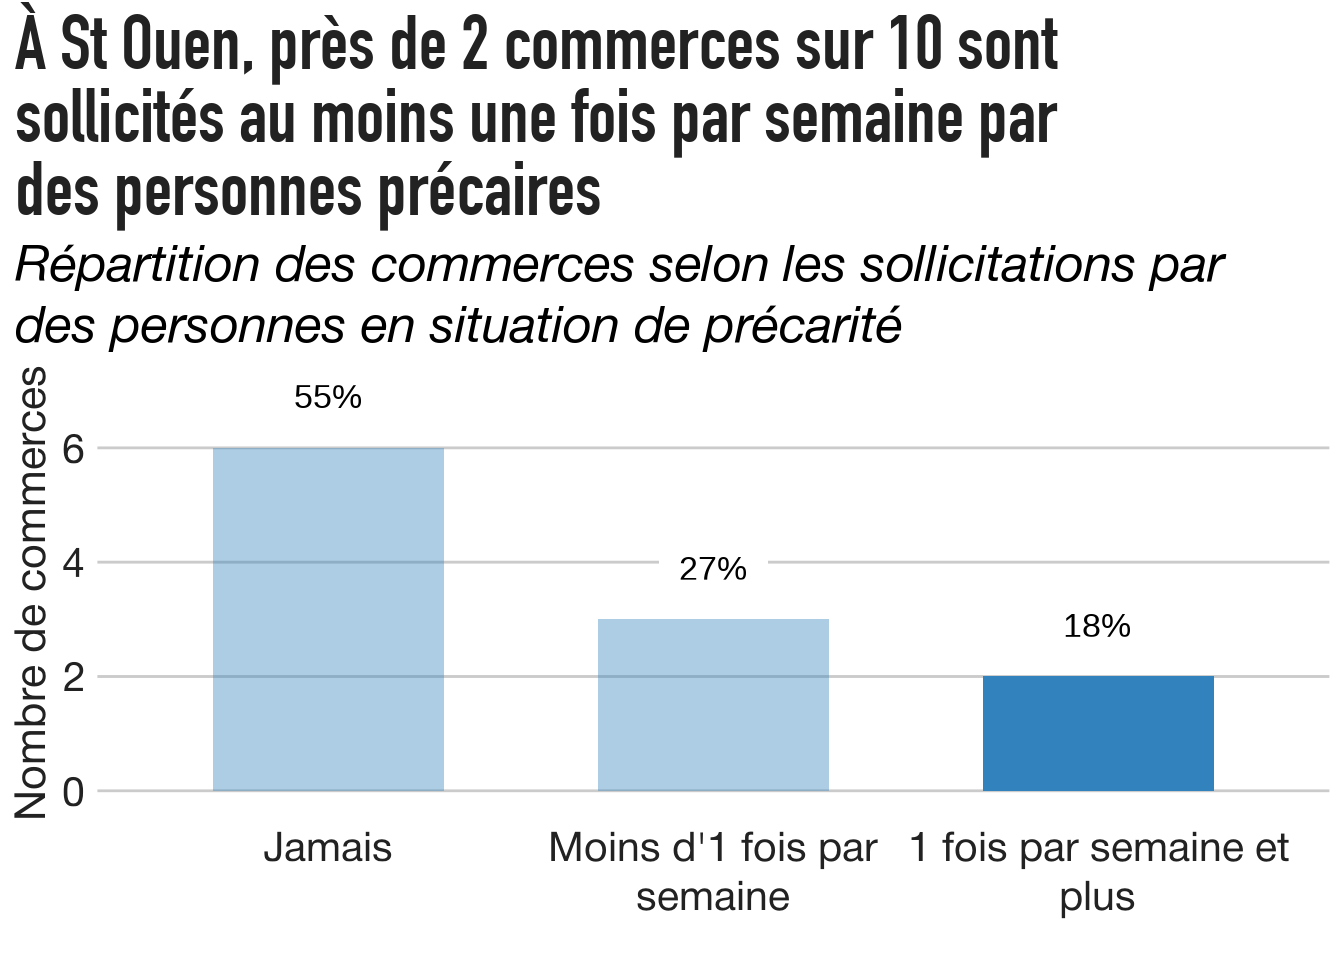 À St Ouen, près de 2 commerces sur 10 sont
sollicités au moins une fois par semaine par
des personnes précaires
Répartition des commerces selon les sollicitations par
des personnes en situation de précarité
Nombre de commerces
55%
6
4
27%
18%
2
0
Jamais
Moins d'1 fois par
semaine
1 fois par semaine et
plus